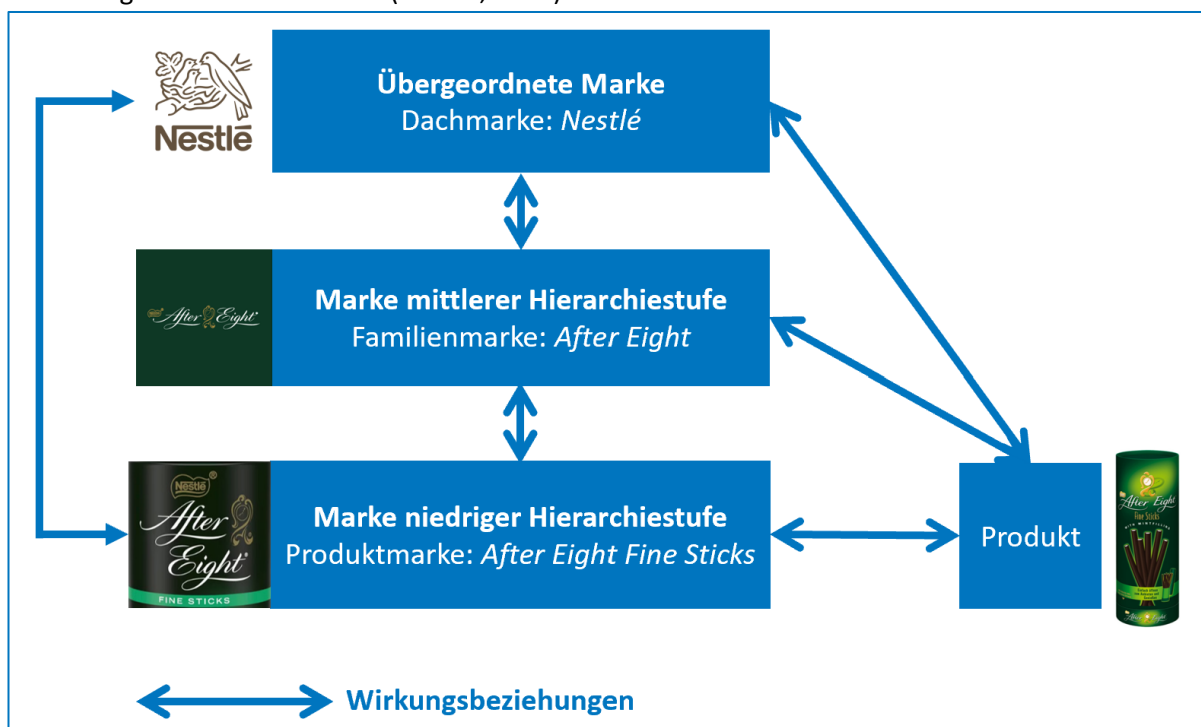 Nestlé
Übergeordnete Marke
Dachmarke: Nestlé
After Eight
Marke mittlerer Hierarchiestufe
Familienmarke: After Eight
Nestlé
After
Eight
FINE STICKS
Marke niedriger Hierarchiestufe
Produktmarke: After Eight Fine Sticks
Produkt
After Eight
Fine Sticks
Wirkungsbeziehungen